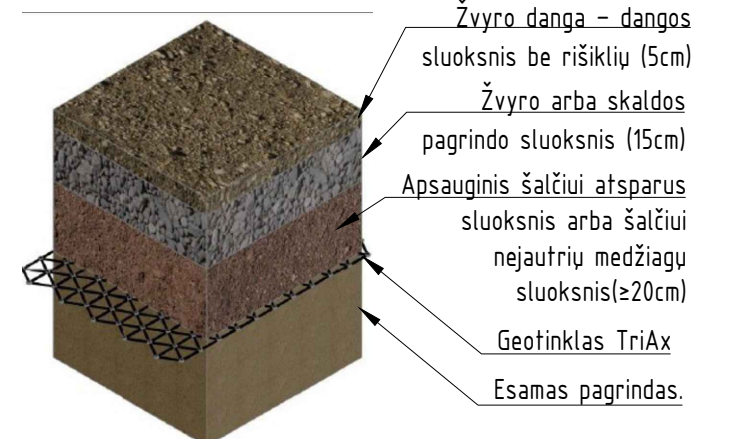 Žvyro danga – dangos
sluoksnis be rišiklių (5cm)
Žvyro arba skaldos
pagrindo sluoksnis (15cm)
Apsauginis šalčiui atsparus
sluoksnis arba šalčiui
nejautrių medžiagų
sluoksnis(≥20cm)
Geotinklas TriAx
Esamas pagrindas.